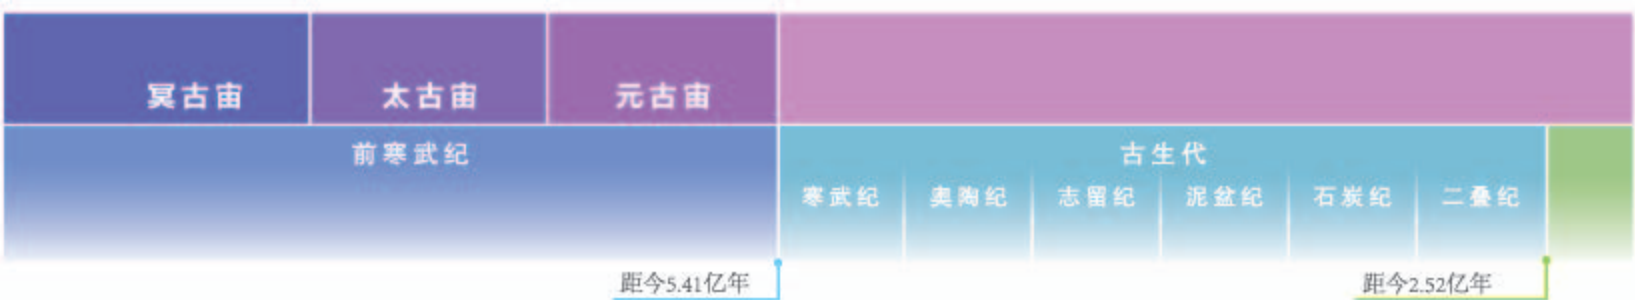 冥古宙 太古宙 元古宙
前寒武纪 古生代
寒武纪 奥陶纪 志留纪 泥盆纪 石炭纪 二叠纪
距今5.41亿年 距今2.52亿年